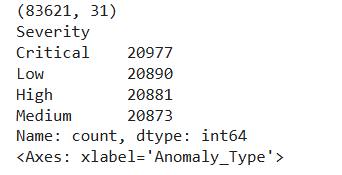 (83621, 31)
Severity
Critical    20977
Low         20890
High        20881
Medium      20873
Name: count, dtype: int64
<Axes: xlabel='Anomaly_Type'>